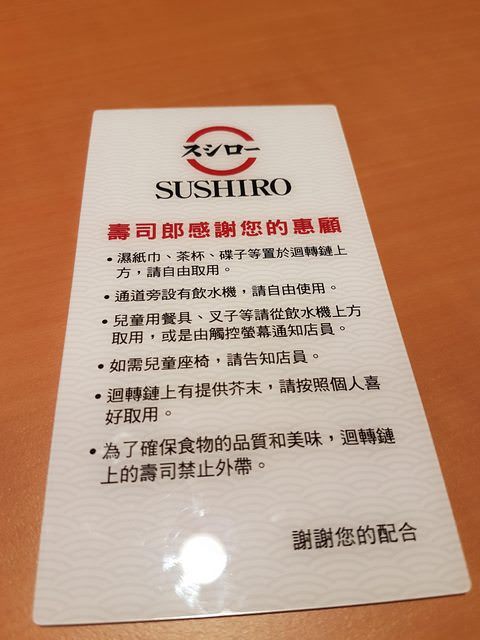 スシロー
SUSHIRO
壽司郎感謝您的惠顧
•濕紙巾、茶杯、碟子等置於迴轉鏈上
方，請自由取用。
•通道旁設有飲水機，請自由使用。
•兒童用餐具、叉子等請從飲水機上方
取用，或是由觸控螢幕通知店員。
•如需兒童座椅，請告知店員。
•迴轉鏈上有提供芥末，請按照個人喜
好取用。
•為了確保食物的品質和美味，迴轉鏈
上的壽司禁止外帶。
謝謝您的配合